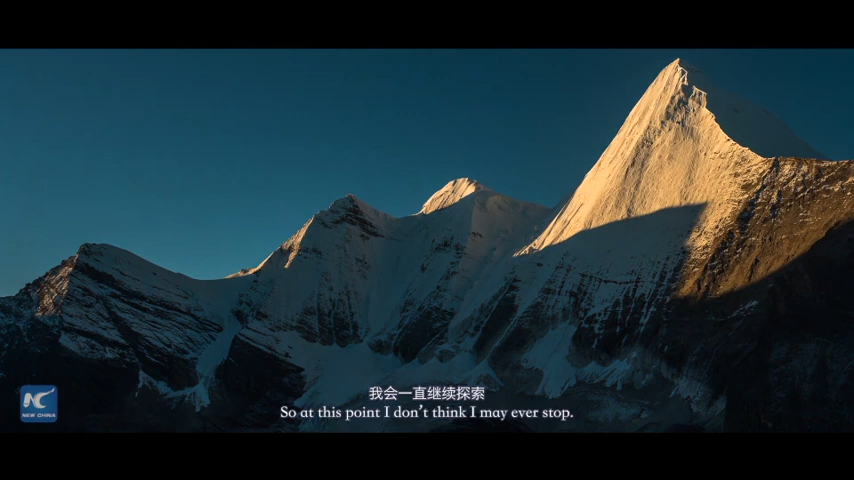 我会一直继续探索
So at this point I don't think I may ever stop.
NC
NEW CHINA